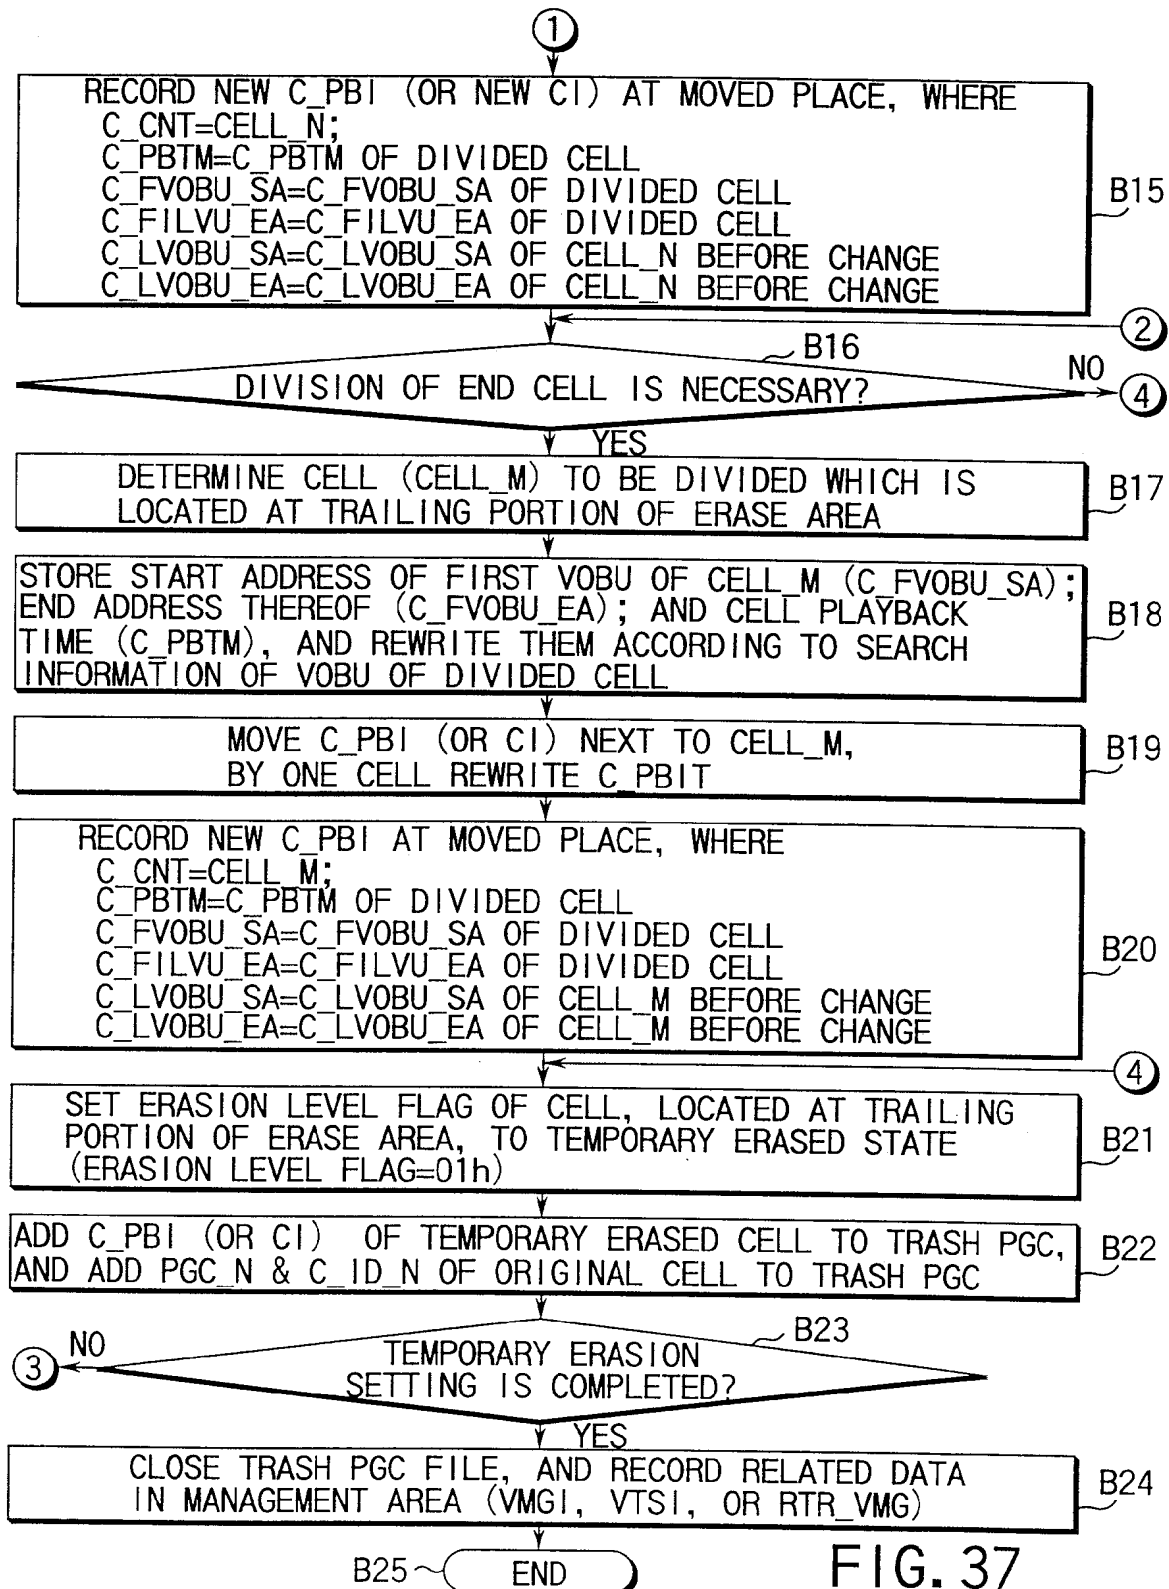 1
RECORD NEW C_PBI (OR NEW CI) AT MOVED PLACE, WHERE
C_CNT=CELL_N;
C_PBTM=C_PBTM OF DIVIDED CELL
C_FVOBU_SA=C_FVOBU_SA OF DIVIDED CELL
C_FILVU_EA=C_FILVU_EA OF DIVIDED CELL
C_LVOBU_SA=C_LVOBU_SA OF CELL_N BEFORE CHANGE
C_LVOBU_EA=C_LVOBU_EA OF CELL_N BEFORE CHANGE
B15
2
B16
DIVISION OF END CELL IS NECESSARY?
NO
4
YES
DETERMINE CELL (CELL_M) TO BE DIVIDED WHICH IS
LOCATED AT TRAILING PORTION OF ERASE AREA
B17
STORE START ADDRESS OF FIRST VOBU OF CELL_M (C_FVOBU_SA);
END ADDRESS THEREOF (C_FVOBU_EA); AND CELL PLAYBACK
TIME (C_PBTM), AND REWRITE THEM ACCORDING TO SEARCH
INFORMATION OF VOBU OF DIVIDED CELL
B18
MOVE C_PBI (OR CI) NEXT TO CELL_M,
BY ONE CELL REWRITE C_PBIT
B19
RECORD NEW C_PBI AT MOVED PLACE, WHERE
C_CNT=CELL_M;
C_PBTM=C_PBTM OF DIVIDED CELL
C_FVOBU_SA=C_FVOBU_SA OF DIVIDED CELL
C_FILVU_EA=C_FILVU_EA OF DIVIDED CELL
C_LVOBU_SA=C_LVOBU_SA OF CELL_M BEFORE CHANGE
C_LVOBU_EA=C_LVOBU_EA OF CELL_M BEFORE CHANGE
B20
4
SET ERASION LEVEL FLAG OF CELL, LOCATED AT TRAILING
PORTION OF ERASE AREA, TO TEMPORARY ERASED STATE
(ERASION LEVEL FLAG=01h)
B21
ADD C_PBI (OR CI) OF TEMPORARY ERASED CELL TO TRASH PGC,
AND ADD PGC_N & C_ID_N OF ORIGINAL CELL TO TRASH PGC
B22
B23
NO
3
TEMPORARY ERASION
SETTING IS COMPLETED?
YES
CLOSE TRASH PGC FILE, AND RECORD RELATED DATA
IN MANAGEMENT AREA (VMGI, VTSI, OR RTR_VMG)
B24
B25
END
FIG. 37